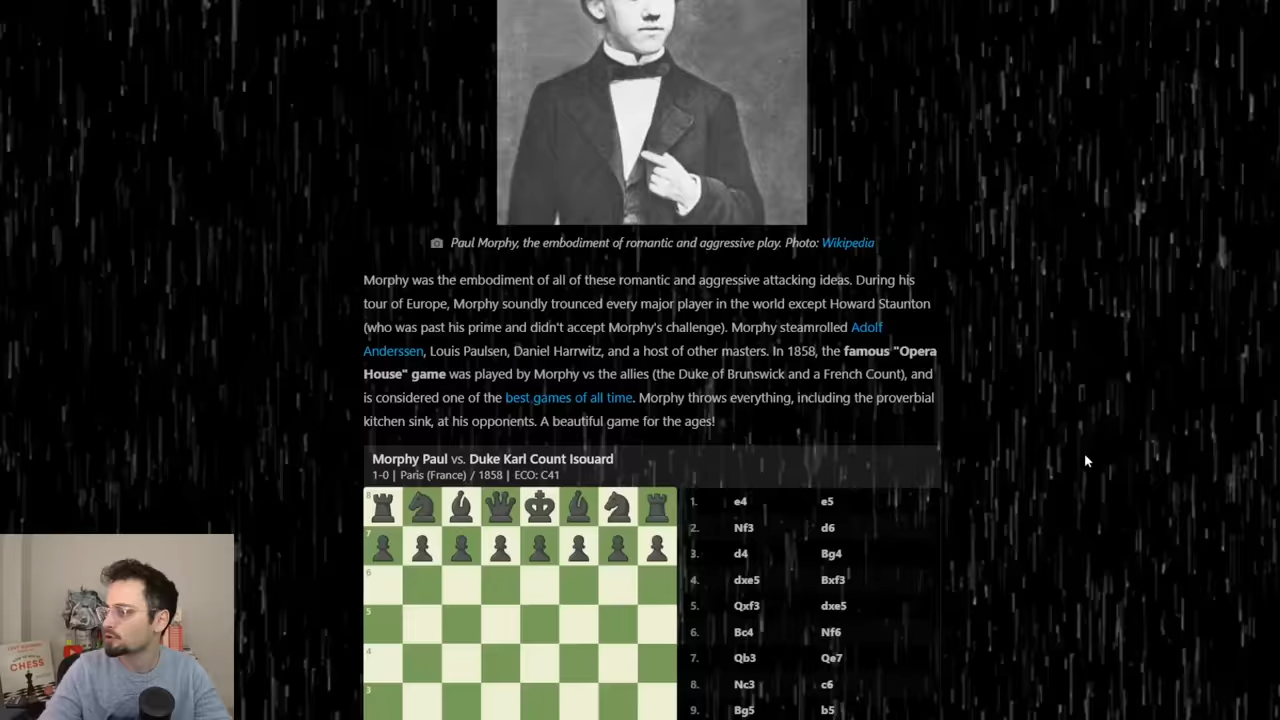 Paul Morphy, the embodiment of romantic and aggressive play. Photo: Wikipedia
Morphy was the embodiment of all of these romantic and aggressive attacking ideas. During his
tour of Europe, Morphy soundly trounced every major player in the world except Howard Staunton
(who was past his prime and didn't accept Morphy's challenge). Morphy steamrolled Adolf
Anderssen, Louis Paulsen, Daniel Harrwitz, and a host of other masters. In 1858, the famous "Opera
House" game was played by Morphy vs the allies (the Duke of Brunswick and a French Count), and
is considered one of the best games of all time. Morphy throws everything, including the proverbial
kitchen sink, at his opponents. A beautiful game for the ages!
Morphy Paul vs. Duke Karl Count Isouard
1-0 | Paris (France) / 1858 | ECO: C41
8
7
6
5
4
3
1. e4 e5
2. Nf3 d6
3. d4 Bg4
4. dxe5 Bxf3
5. Qxf3 dxe5
6. Bc4 Nf6
7. Qb3 Qe7
8. Nc3 c6
9. Bg5 b5
CHESS